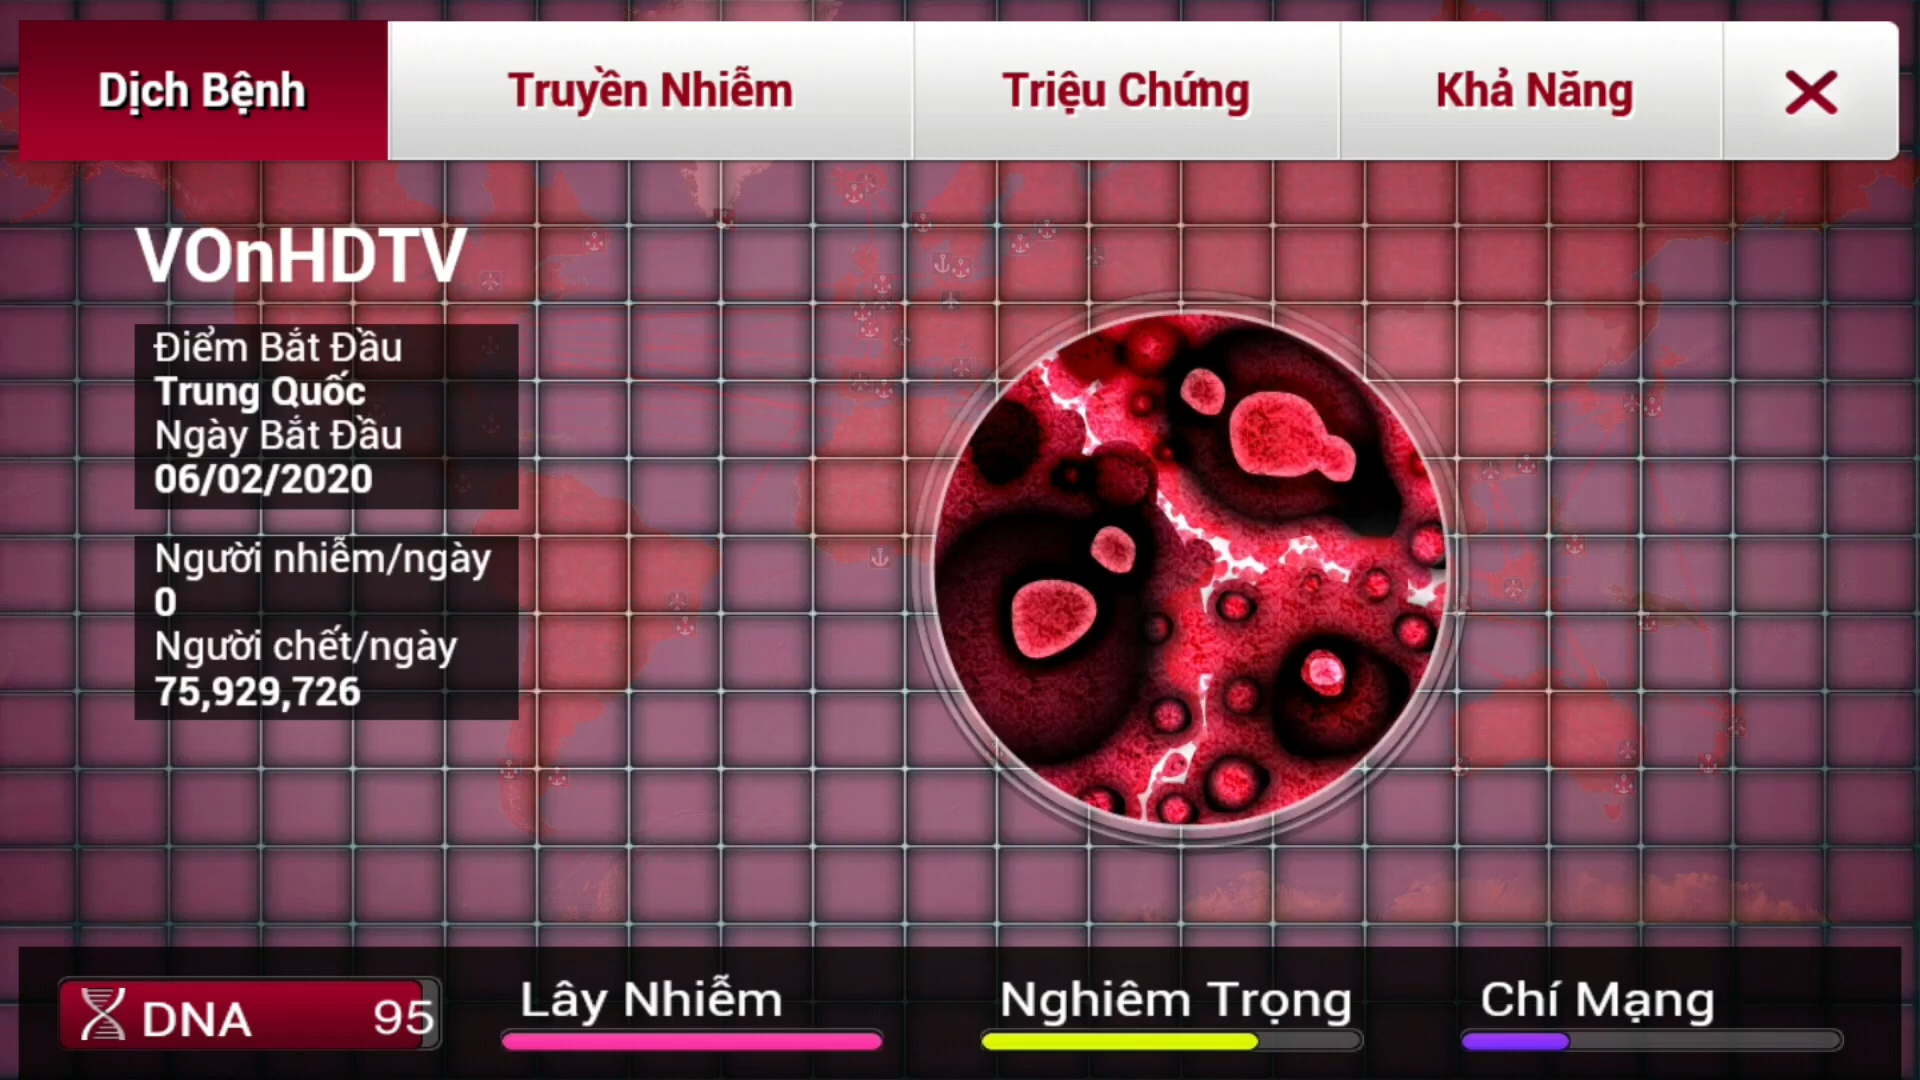 Dịch Bệnh
Truyền Nhiễm
Triệu Chứng
Khả Năng
VOnHDTV
Điểm Bắt Đầu
Trung Quốc
Ngày Bắt Đầu
06/02/2020
Người nhiễm/ngày
0
Người chết/ngày
75,929,726
DNA 95
Lây Nhiễm
Nghiêm Trọng
Chí Mạng